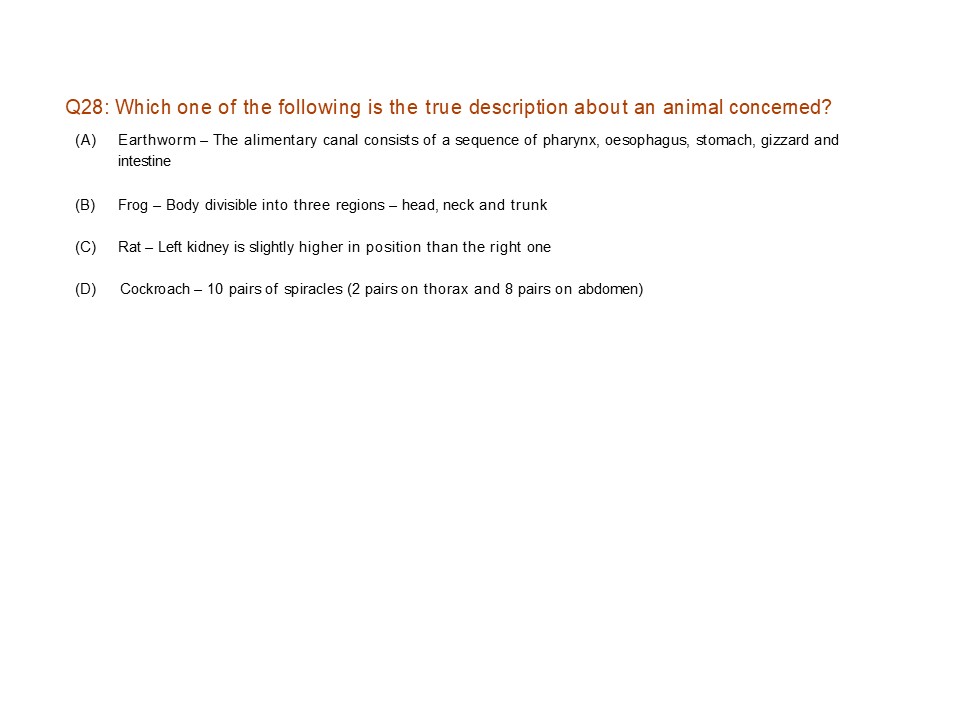 Q28: Which one of the following is the true description about an animal concerned?
(A) Earthworm – The alimentary canal consists of a sequence of pharynx, oesophagus, stomach, gizzard and
intestine
(B) Frog – Body divisible into three regions – head, neck and trunk
(C) Rat – Left kidney is slightly higher in position than the right one
(D) Cockroach – 10 pairs of spiracles (2 pairs on thorax and 8 pairs on abdomen)